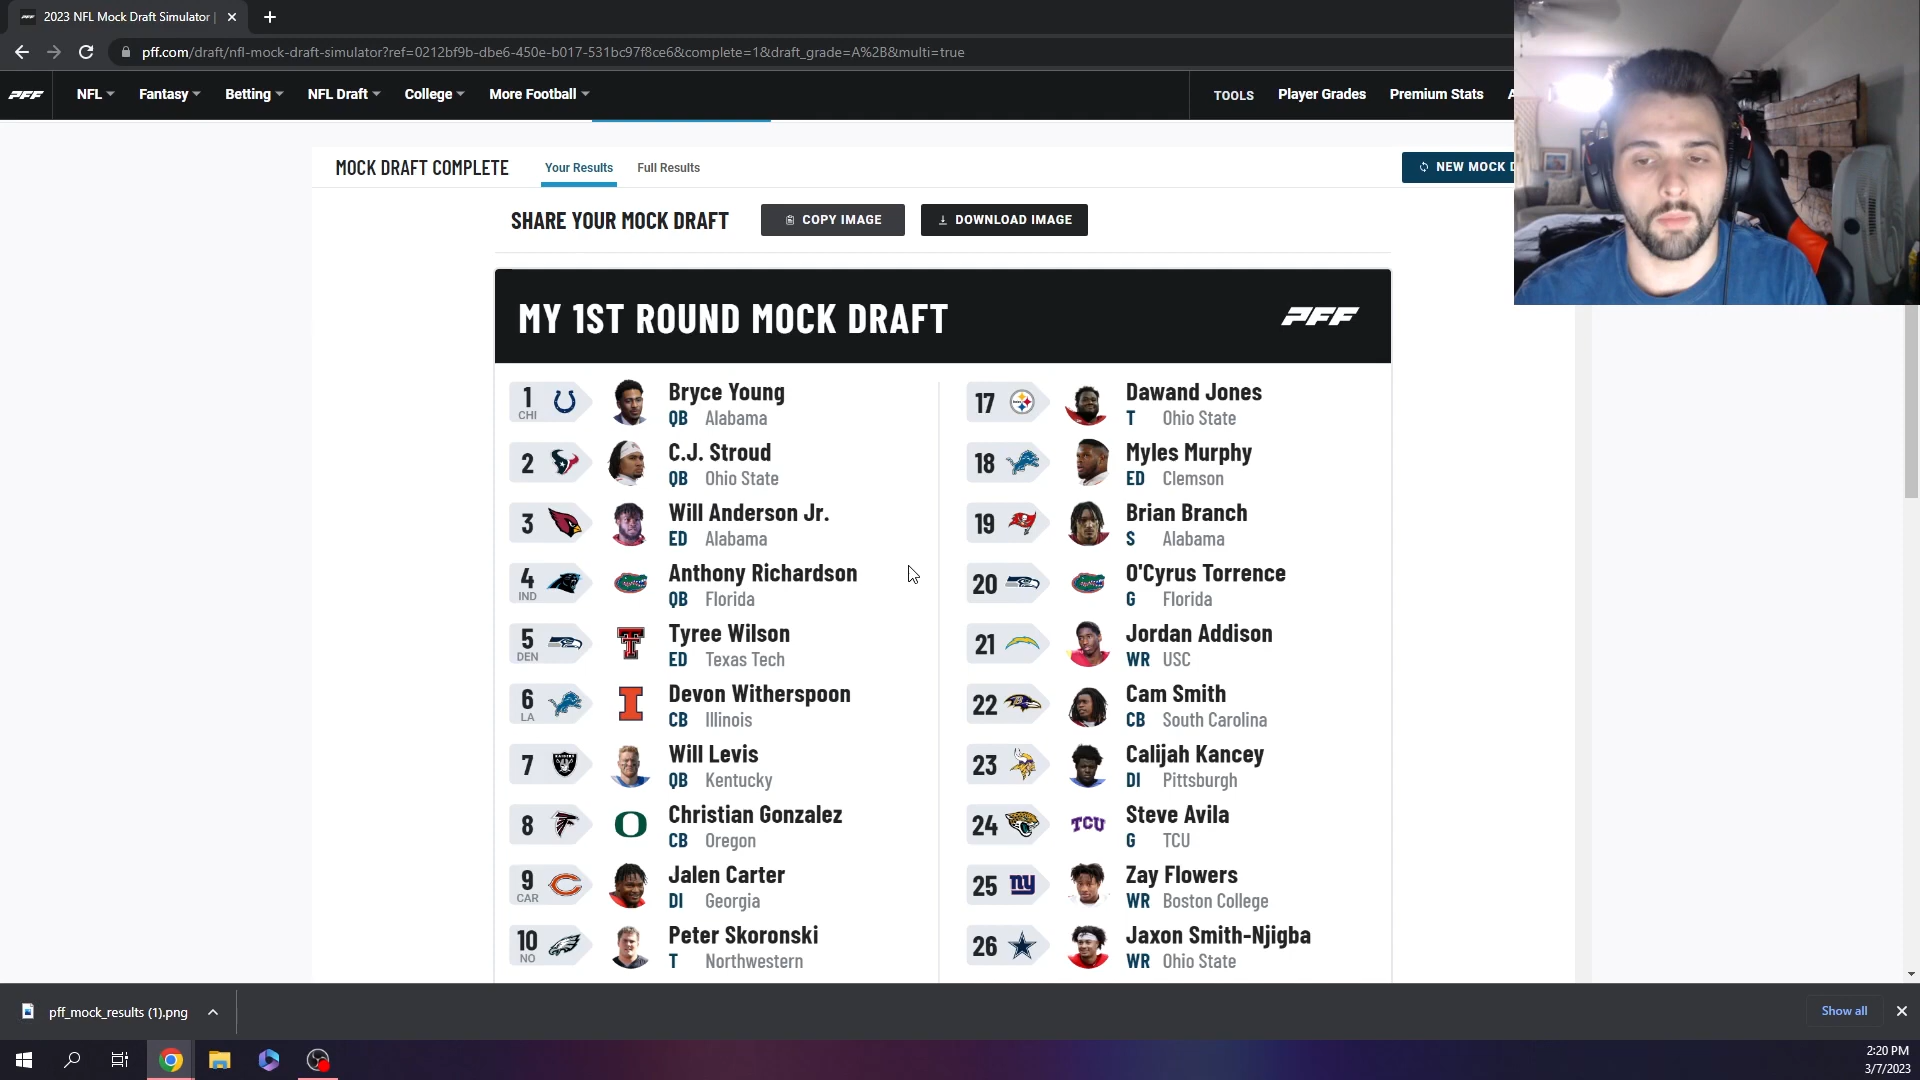 2023 NFL Mock Draft Simulator |
pff.com/draft/nfl-mock-draft-simulator?ref=0212bf9b-dbe6-450e-b017-531bc97f8ce6&complete=1&draft_grade=A%2B&multi=true
PFF NFL Fantasy Betting NFL Draft College More Football TOOLS Player Grades Premium Stats
MOCK DRAFT COMPLETE Your Results Full Results NEW MOCK D
SHARE YOUR MOCK DRAFT COPY IMAGE DOWNLOAD IMAGE
MY 1ST ROUND MOCK DRAFT PFF
1 CHI Bryce Young
QB Alabama
2 C.J. Stroud
QB Ohio State
3 Will Anderson Jr.
ED Alabama
4 IND Anthony Richardson
QB Florida
5 DEN Tyree Wilson
ED Texas Tech
6 LA Devon Witherspoon
CB Illinois
7 Will Levis
QB Kentucky
8 Christian Gonzalez
CB Oregon
9 CAR Jalen Carter
DI Georgia
10 NO Peter Skoronski
T Northwestern
17 Dawand Jones
T Ohio State
18 Myles Murphy
ED Clemson
19 Brian Branch
S Alabama
20 O'Cyrus Torrence
G Florida
21 Jordan Addison
WR USC
22 Cam Smith
CB South Carolina
23 Calijah Kancey
DI Pittsburgh
24 TCU Steve Avila
G TCU
25 ny Zay Flowers
WR Boston College
26 Jaxon Smith-Njigba
WR Ohio State
pff_mock_results (1).png Show all
2:20 PM
3/7/2023